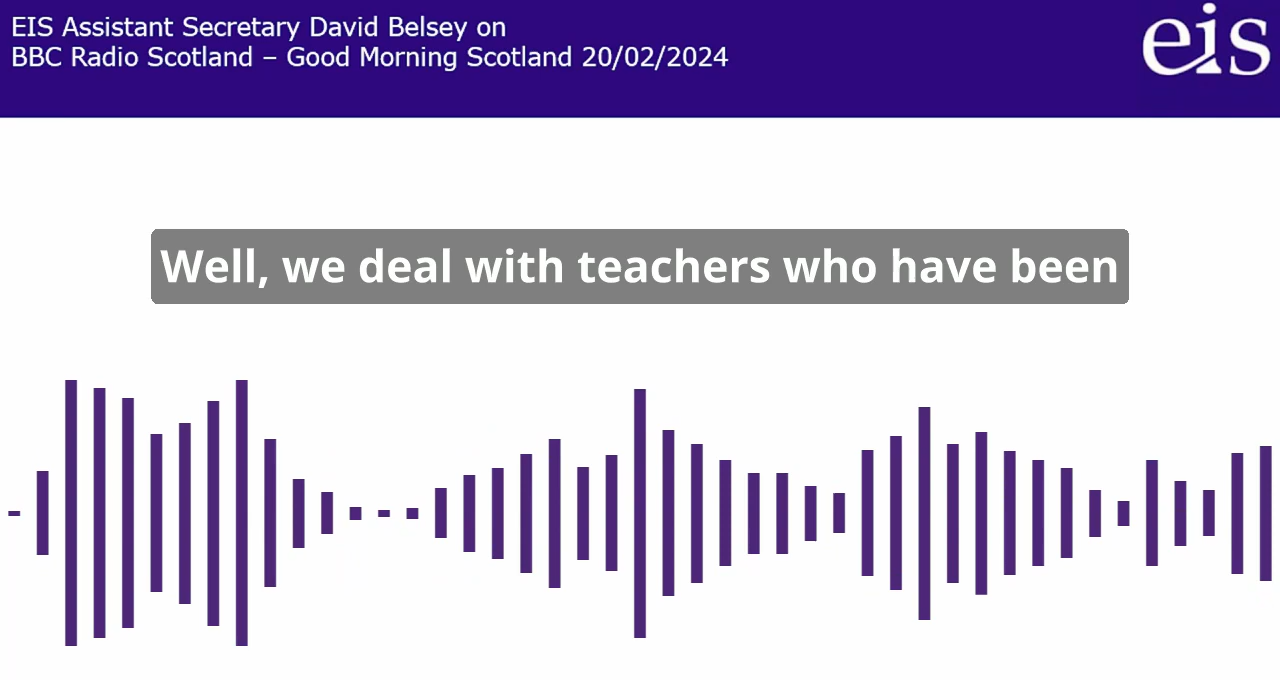 EIS Assistant Secretary David Belsey on
BBC Radio Scotland – Good Morning Scotland 20/02/2024
eis
Well, we deal with teachers who have been